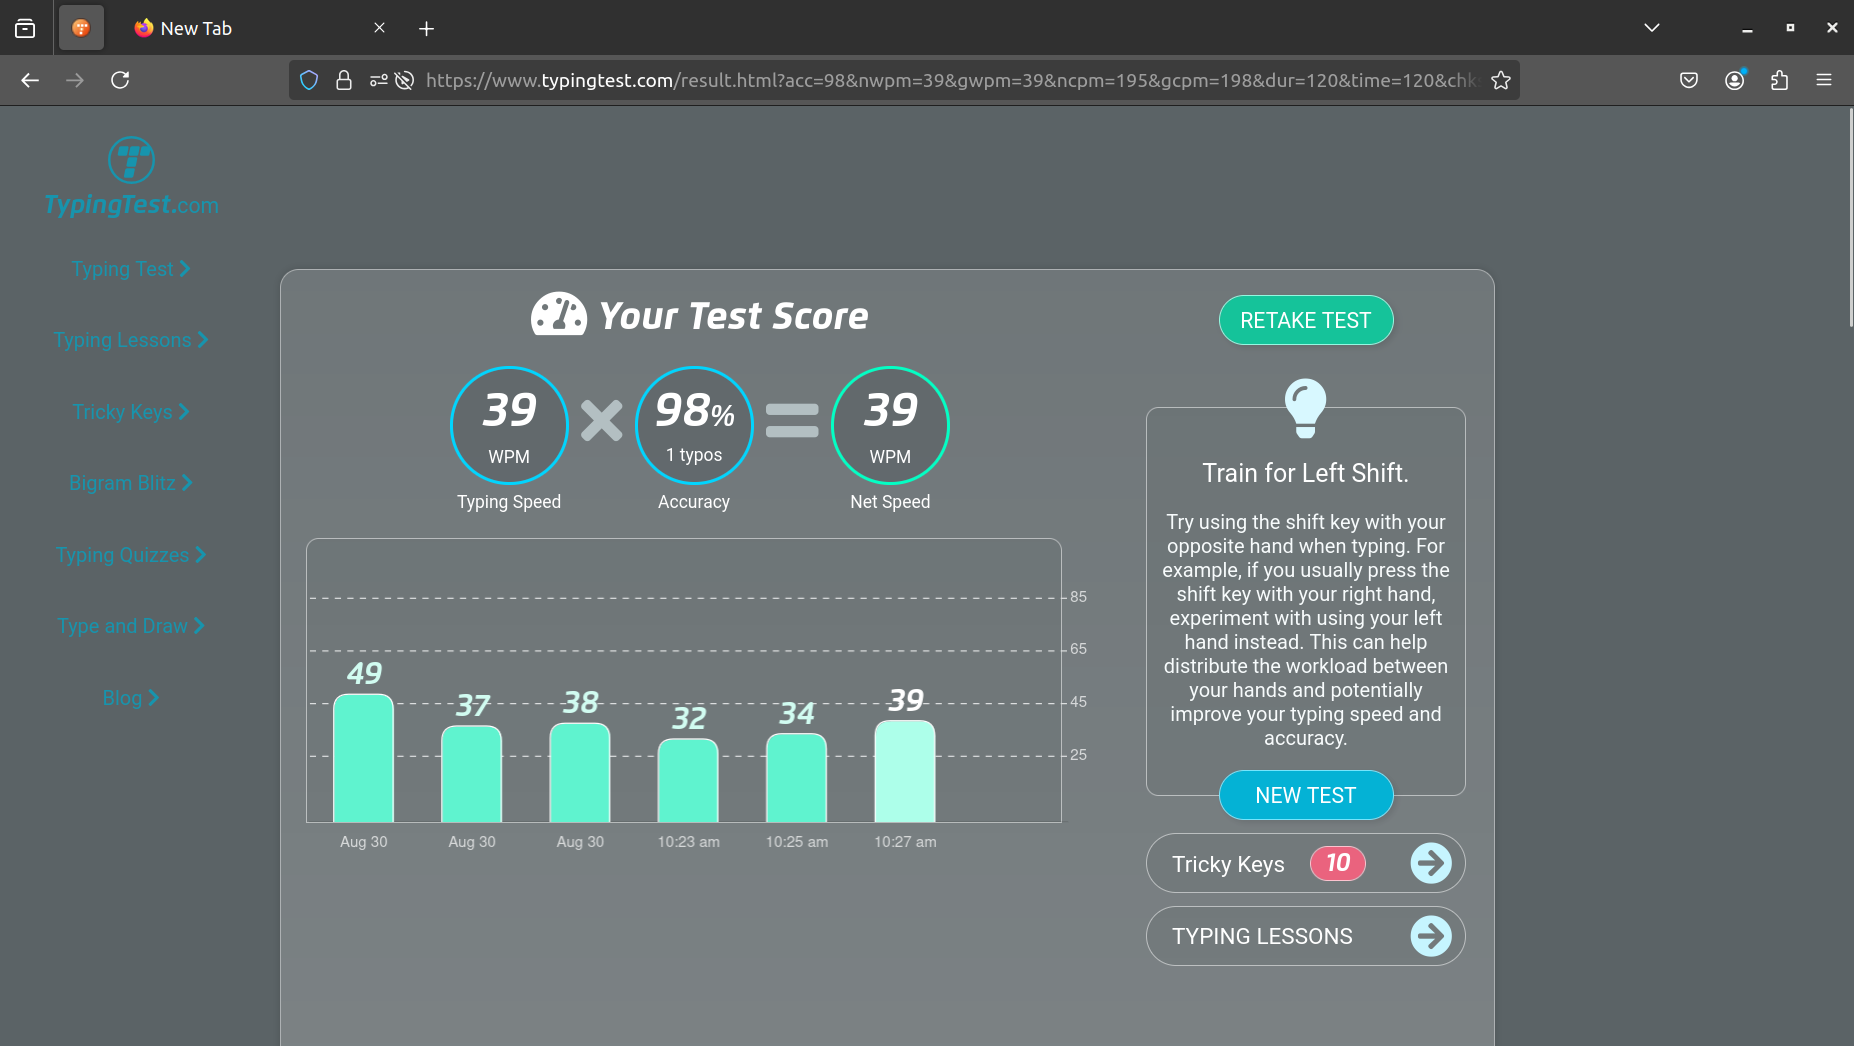 New Tab
https://www.typingtest.com/result.html?acc=98&nwpm=39&gwpm=39&ncpm=195&gcpm=198&dur=120&time=120&chk
TypingTest.com
Typing Test
Typing Lessons
Tricky Keys
Bigram Blitz
Typing Quizzes
Type and Draw
Blog
Your Test Score
39
WPM
Typing Speed
98%
1 typos
Accuracy
39
WPM
Net Speed
85
65
45
25
49
37
38
32
34
39
Aug 30
Aug 30
Aug 30
10:23 am
10:25 am
10:27 am
RETAKE TEST
Train for Left Shift.
Try using the shift key with your
opposite hand when typing. For
example, if you usually press the
shift key with your right hand,
experiment with using your left
hand instead. This can help
distribute the workload between
your hands and potentially
improve your typing speed and
accuracy.
NEW TEST
Tricky Keys 10
TYPING LESSONS